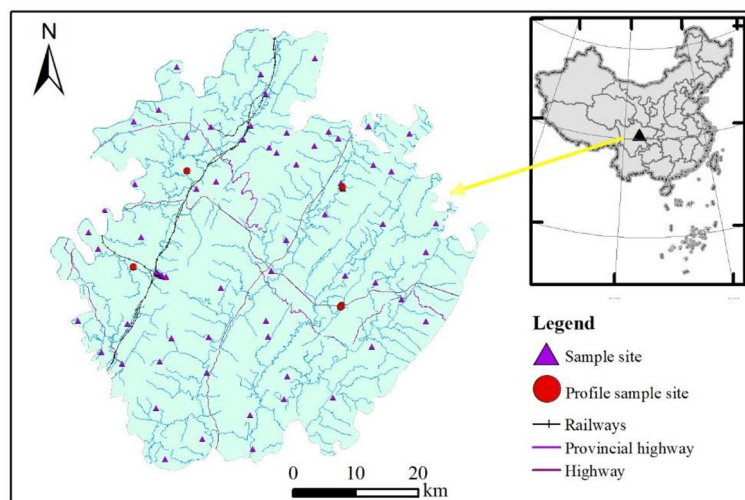 N
Legend
Sample site
Profile sample site
Railways
Provincial highway
Highway
0 10 20
km